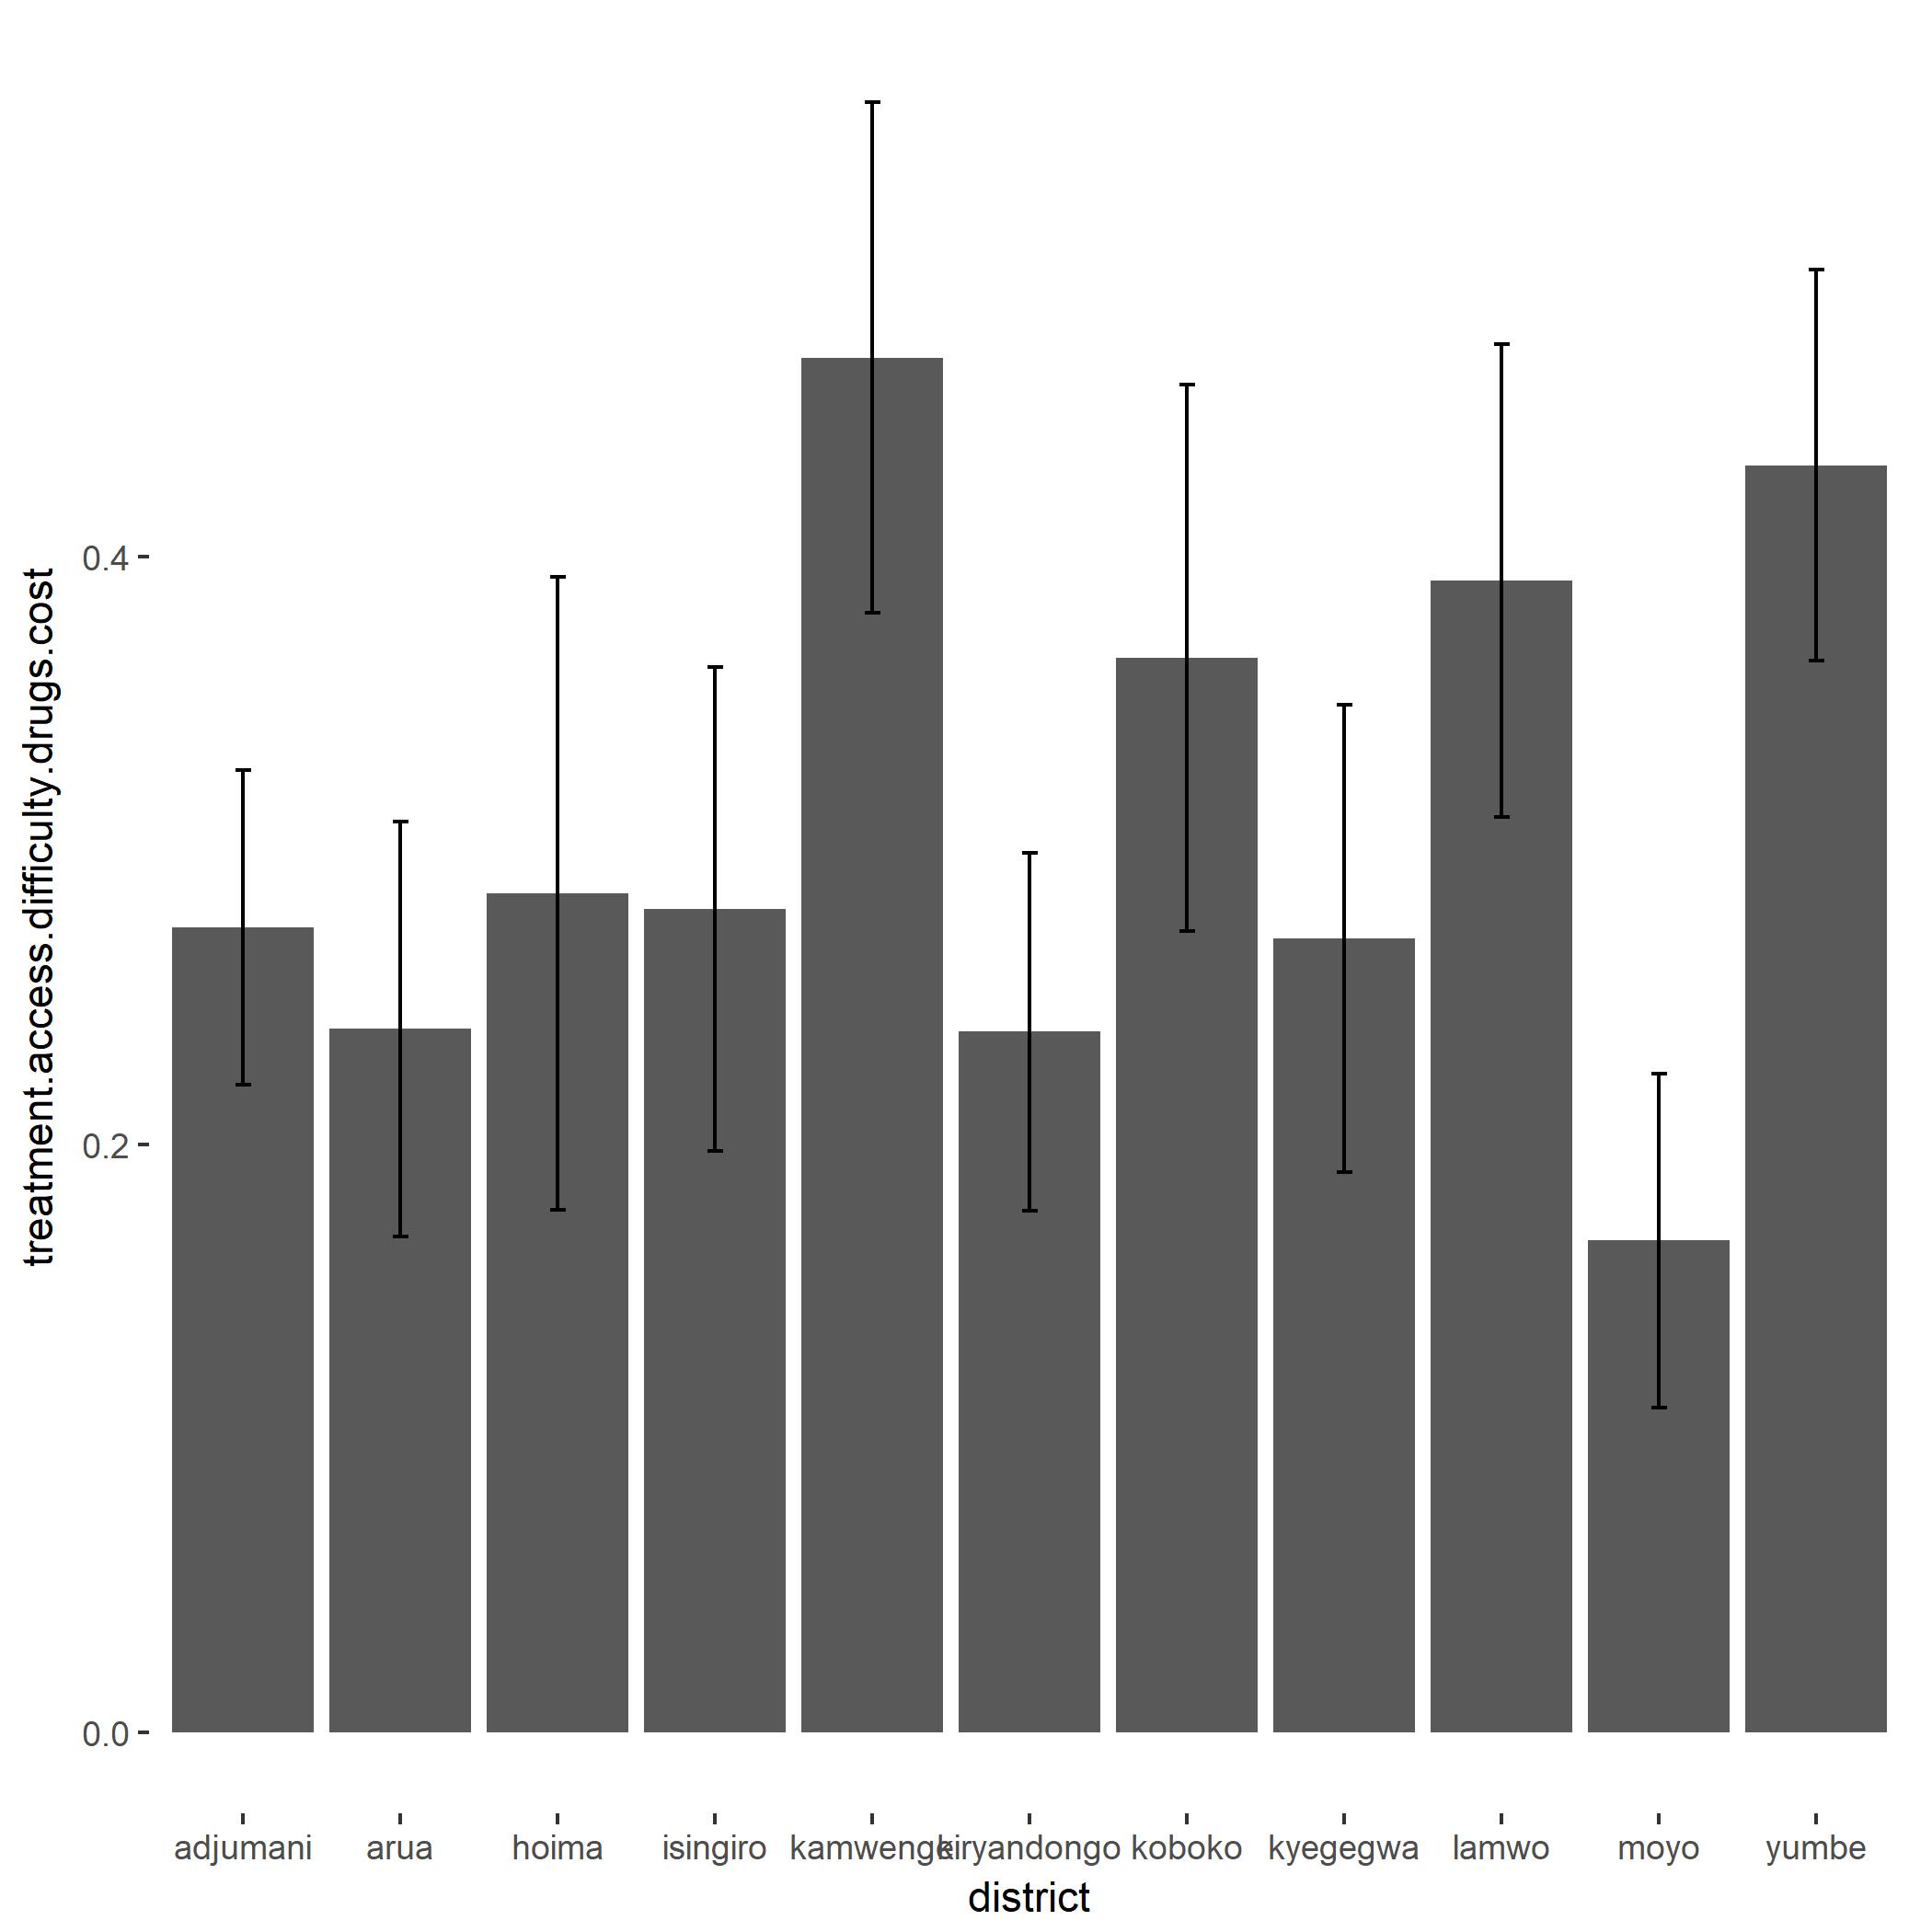 treatment.access.difficulty.drugs.cost
0.4
0.2
0.0
adjumani arua hoima isingiro kamwenge kiryandongo koboko kyegegwa lamwo moyo yumbe
district